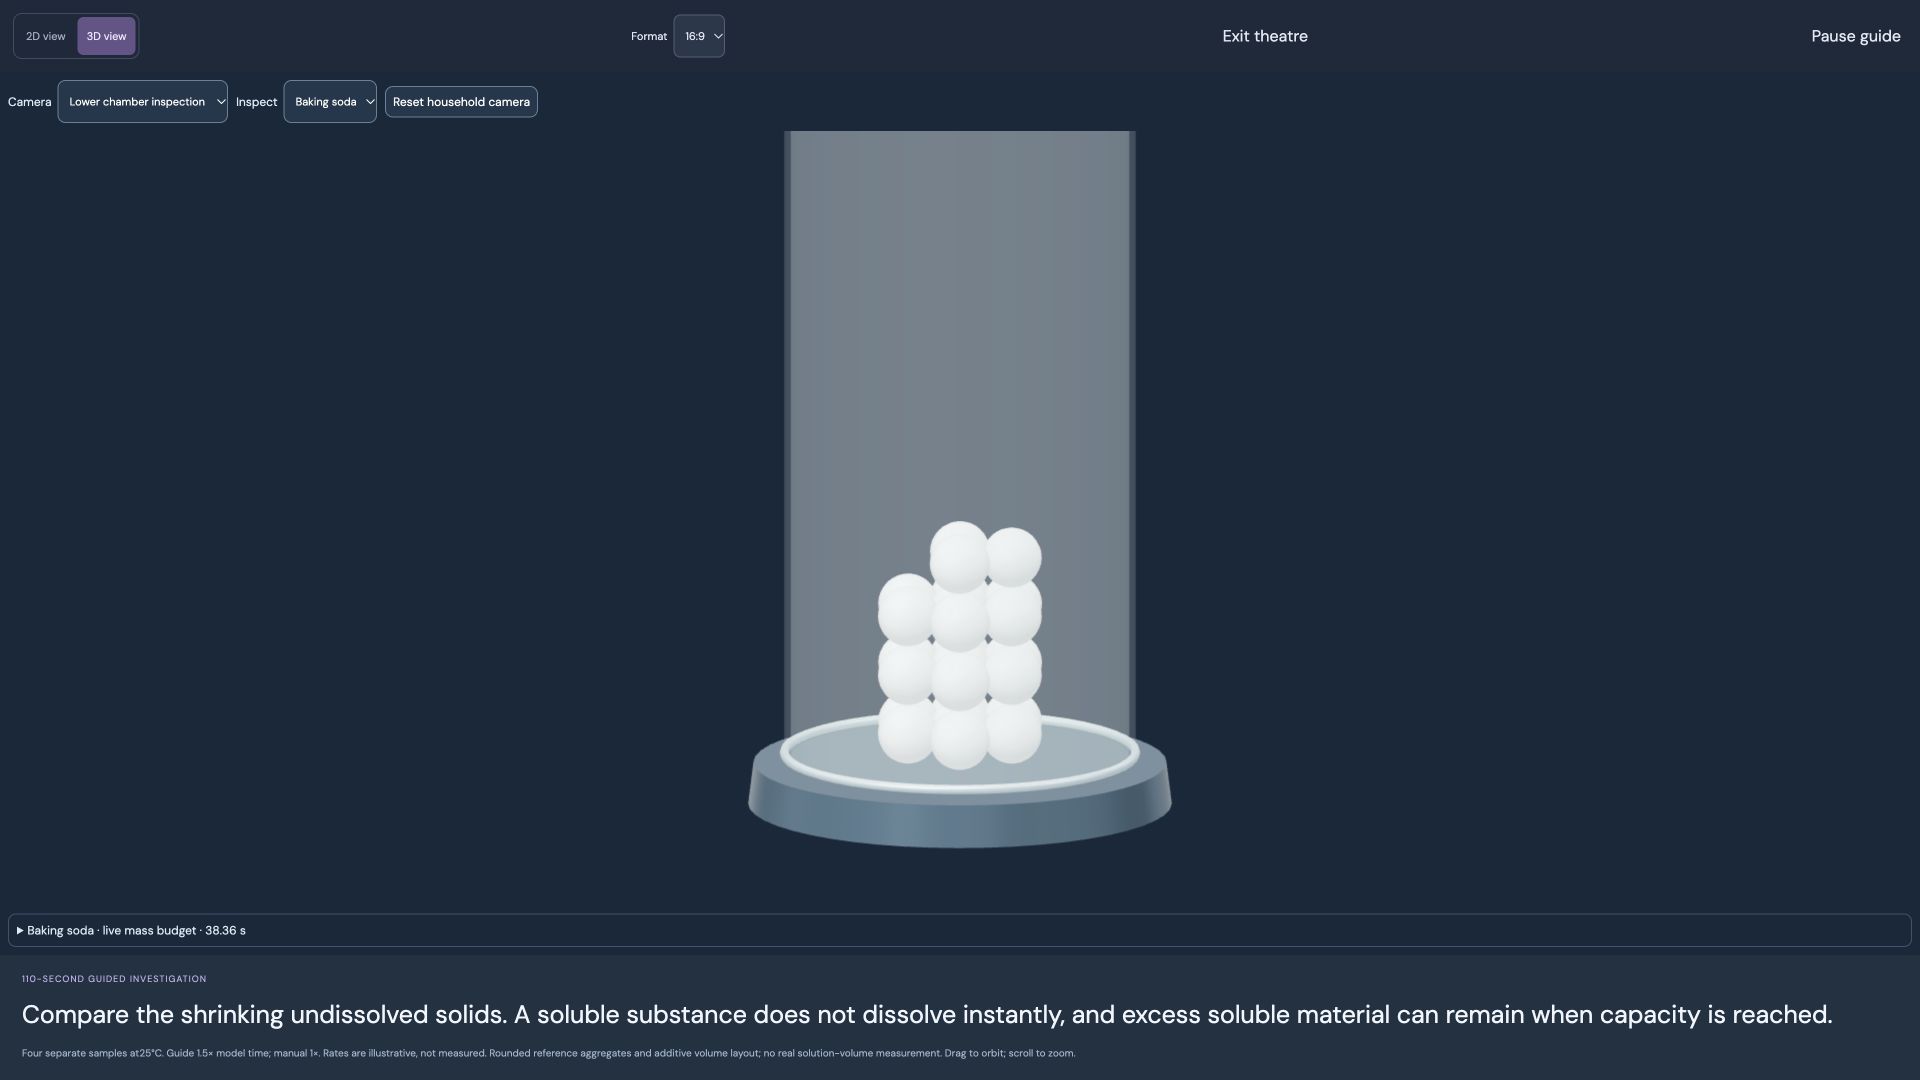 2D view 3D view Format 16:9 Exit theatre Pause guide
Camera Lower chamber inspection Inspect Baking soda Reset household camera
Baking soda · live mass budget · 38.36 s
110-SECOND GUIDED INVESTIGATION
Compare the shrinking undissolved solids. A soluble substance does not dissolve instantly, and excess soluble material can remain when capacity is reached.
Four separate samples at25°C. Guide 1.5× model time; manual 1×. Rates are illustrative, not measured. Rounded reference aggregates and additive volume layout; no real solution-volume measurement. Drag to orbit; scroll to zoom.